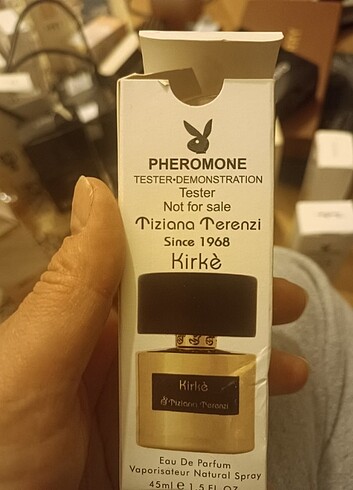 PHEROMONE
TESTER•DEMONSTRATION
Tester
Not for sale
Tiziana Terenzi
Since 1968
Kirkè
Kirkè
Tiziana Terenzi
Eau De Parfum
Vaporisateur Natural Spray
45ml e 1.5 FL OZ